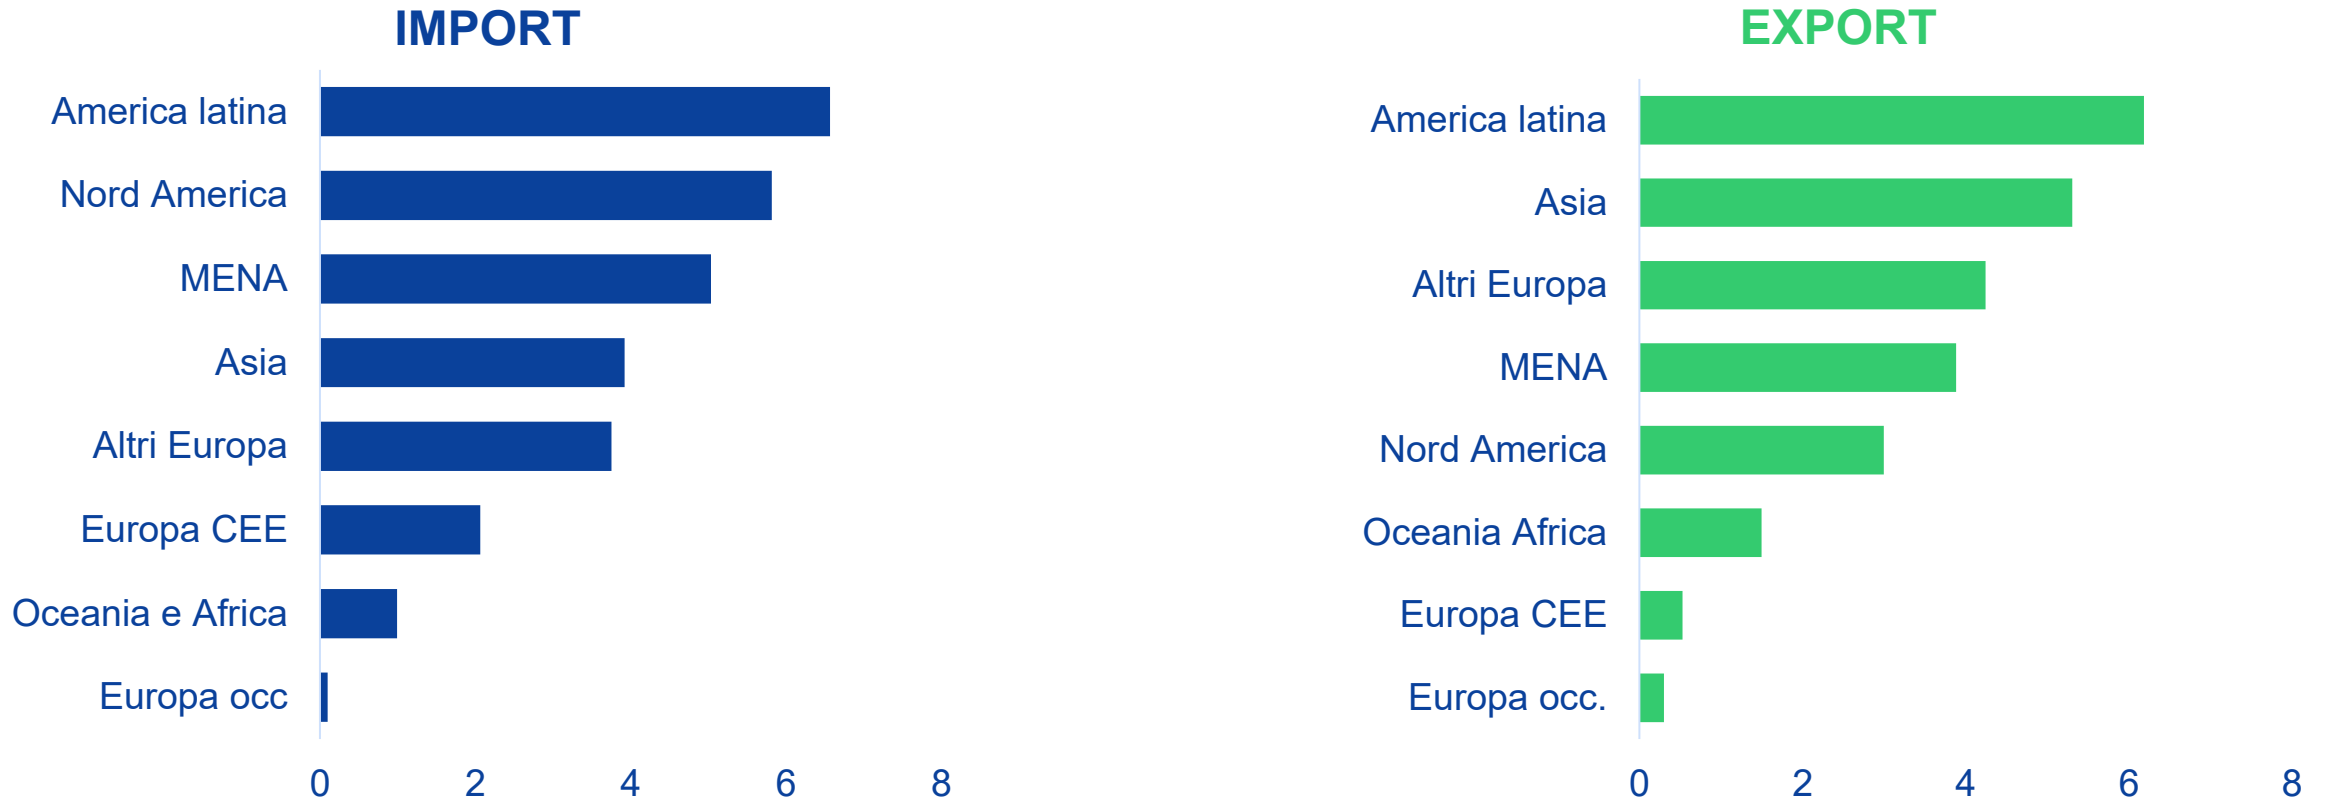 IMPORT
America latina
Nord America
MENA
Asia
Altri Europa
Europa CEE
Oceania e Africa
Europa occ
0 2 4 6 8
EXPORT
America latina
Asia
Altri Europa
MENA
Nord America
Oceania Africa
Europa CEE
Europa occ.
0 2 4 6 8